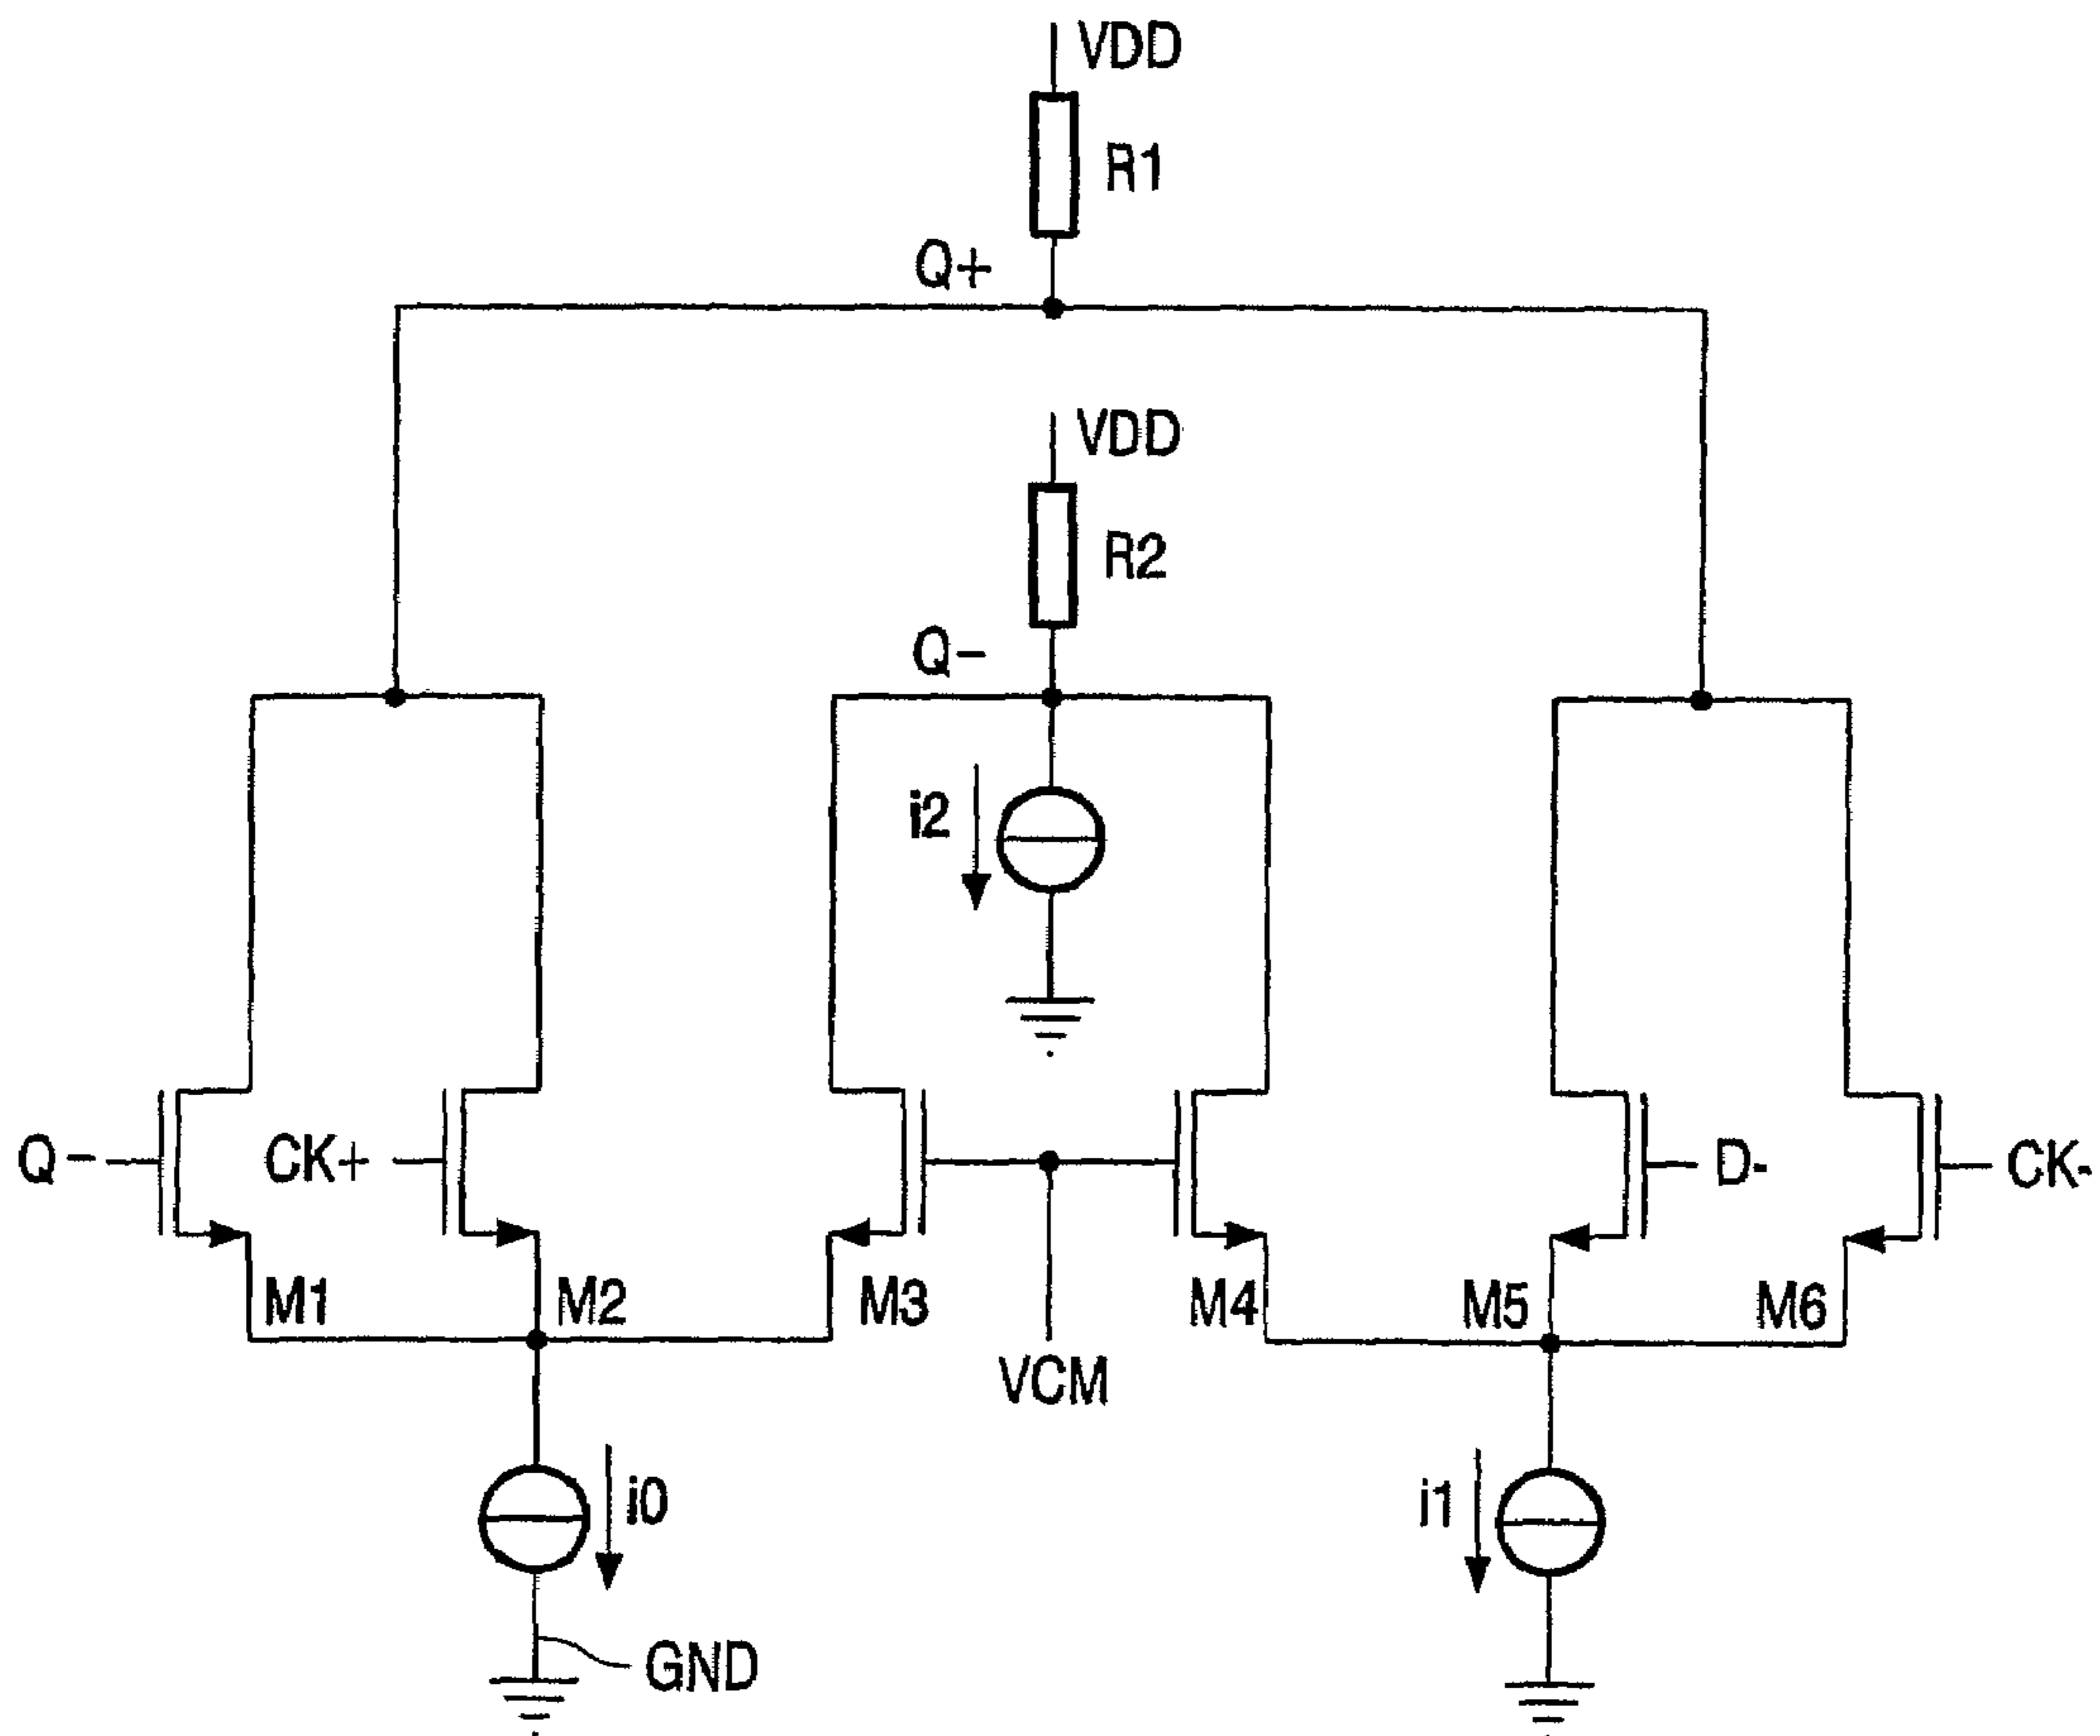 VDD
R1
Q+
VDD
R2
Q-
i2
Q-
CK+
D-
CK-
M1
M2
M3
M4
M5
M6
VCM
i0
i1
GND